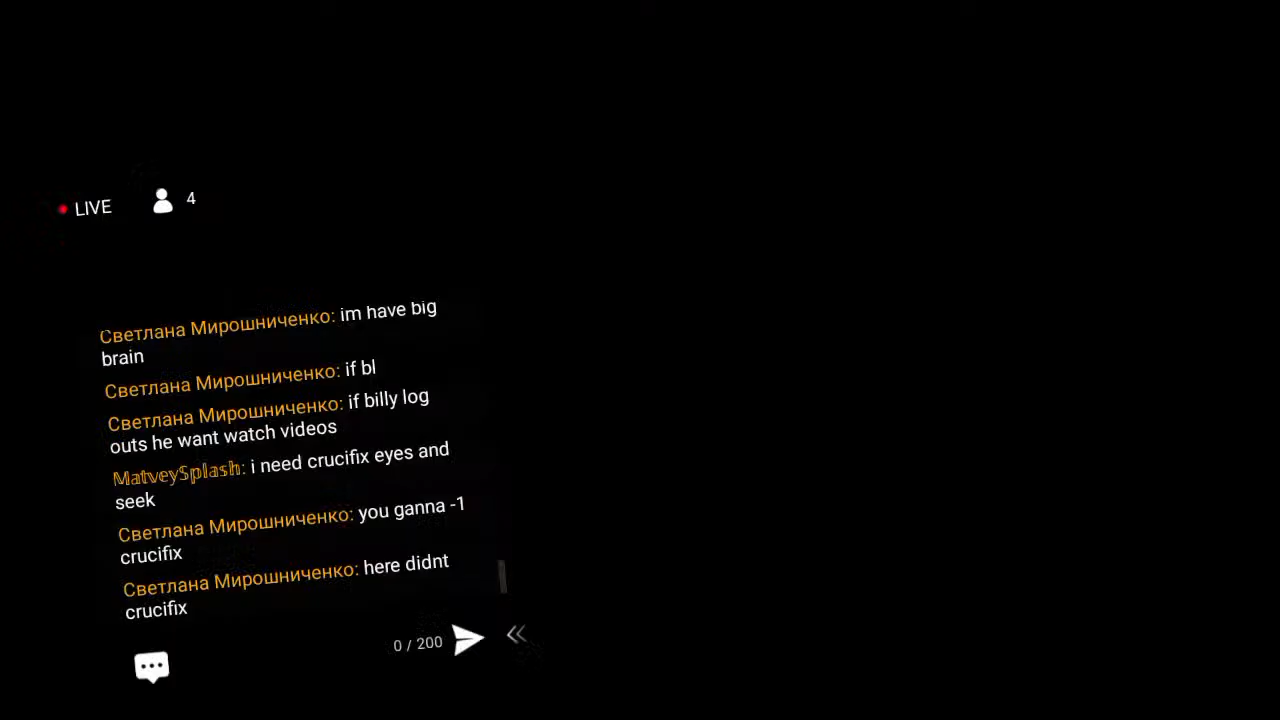 LIVE 4
Светлана Мирошниченко: im have big
brain
Светлана Мирошниченко: if bl
Светлана Мирошниченко: if billy log
outs he want watch videos
Matvey$plash: i need crucifix eyes and
seek
Светлана Мирошниченко: you ganna -1
crucifix
Светлана Мирошниченко: here didnt
crucifix
0 / 200